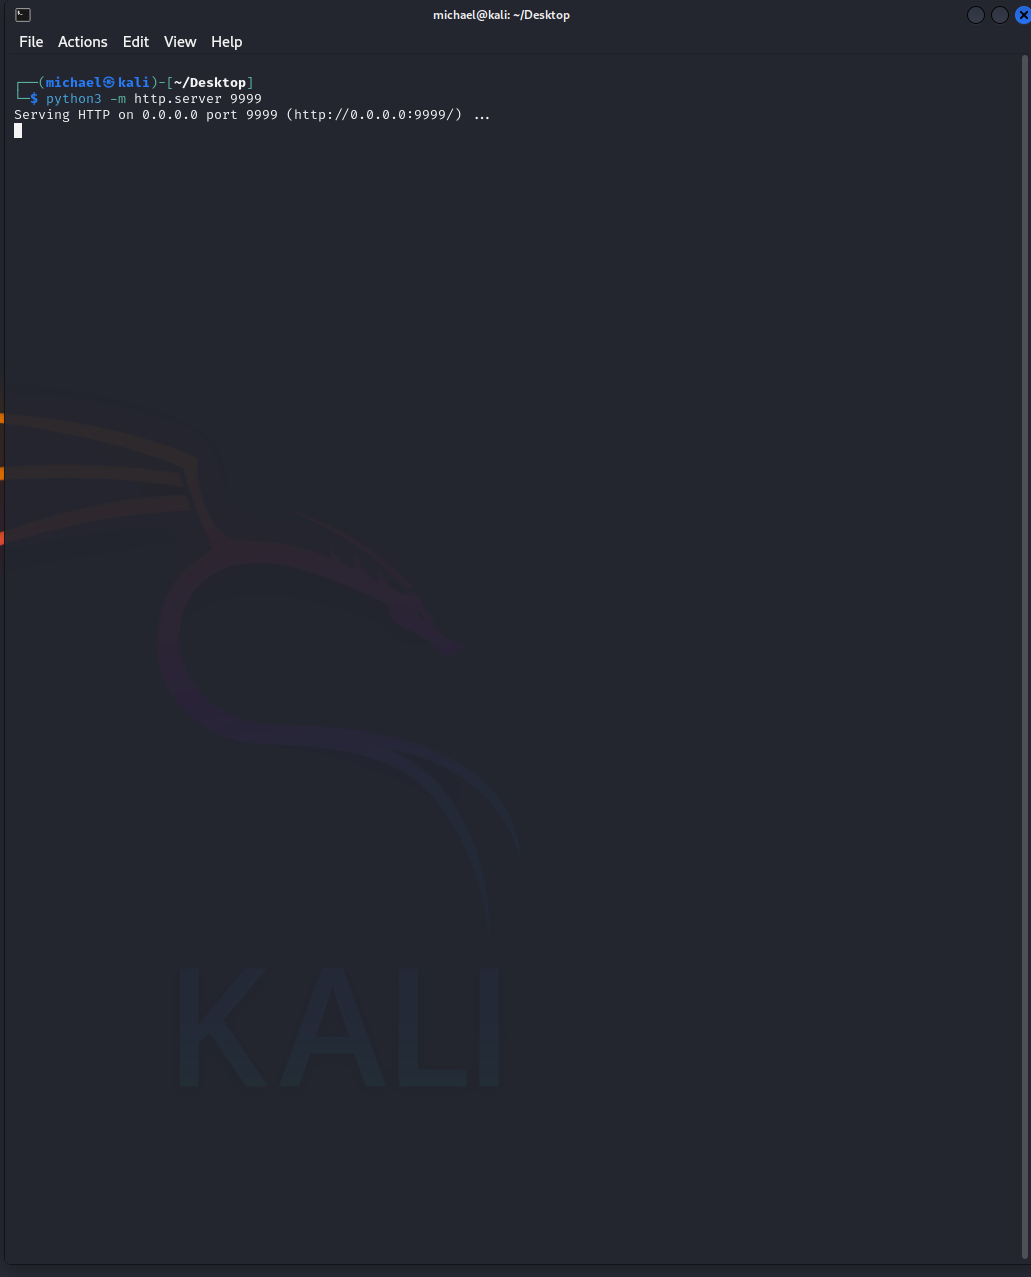 michael@kali: ~/Desktop
File Actions Edit View Help
┌──(michael㉿kali)-[~/Desktop]
└─$ python3 -m http.server 9999
Serving HTTP on 0.0.0.0 port 9999 (http://0.0.0.0:9999/) ...
KALI